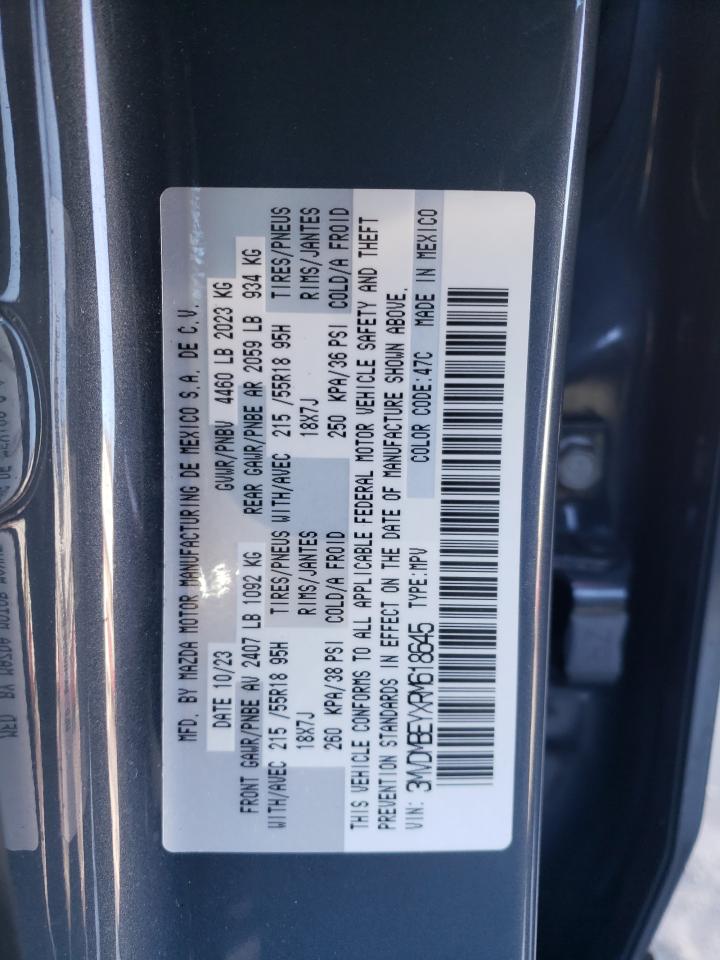 MFD. BY MAZDA MOTOR MANUFACTURING DE MEXICO S.A. DE C.V.
DATE 10/23 GVWR/PNBV 4460 LB 2023 KG
FRONT GAWR/PNBE AV 2407 LB 1092 KG REAR GAWR/PNBE AR 2059 LB 934 KG
WITH/AVEC 215 /55R18 95H TIRES/PNEUS WITH/AVEC 215 /55R18 95H TIRES/PNEUS
18X7J RIMS/JANTES 18X7J RIMS/JANTES
260 KPA/38 PSI COLD/A FROID 250 KPA/36 PSI COLD/A FROID
THIS VEHICLE CONFORMS TO ALL APPLICABLE FEDERAL MOTOR VEHICLE SAFETY AND THEFT
PREVENTION STANDARDS IN EFFECT ON THE DATE OF MANUFACTURE SHOWN ABOVE.
VIN: 3MVDMBEYXRM618645 TYPE:MPV COLOR CODE:47C MADE IN MEXICO